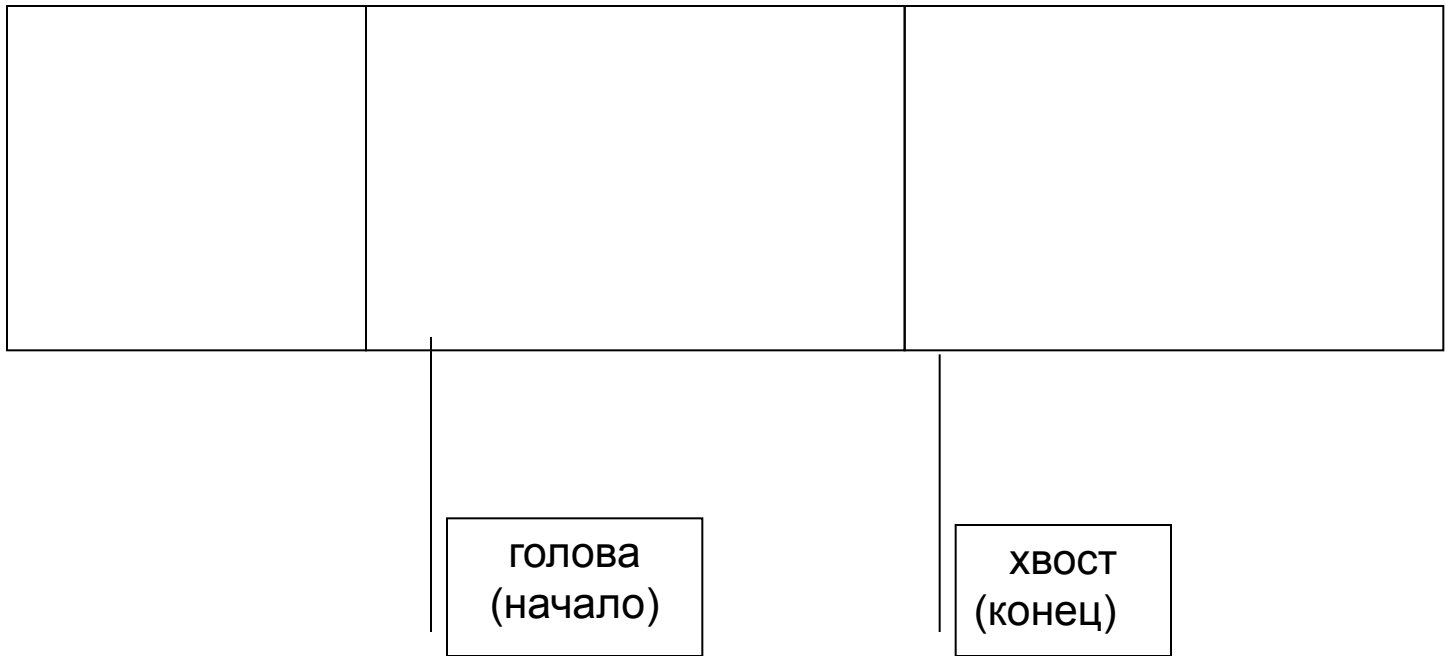 голова
(начало)
хвост
(конец)